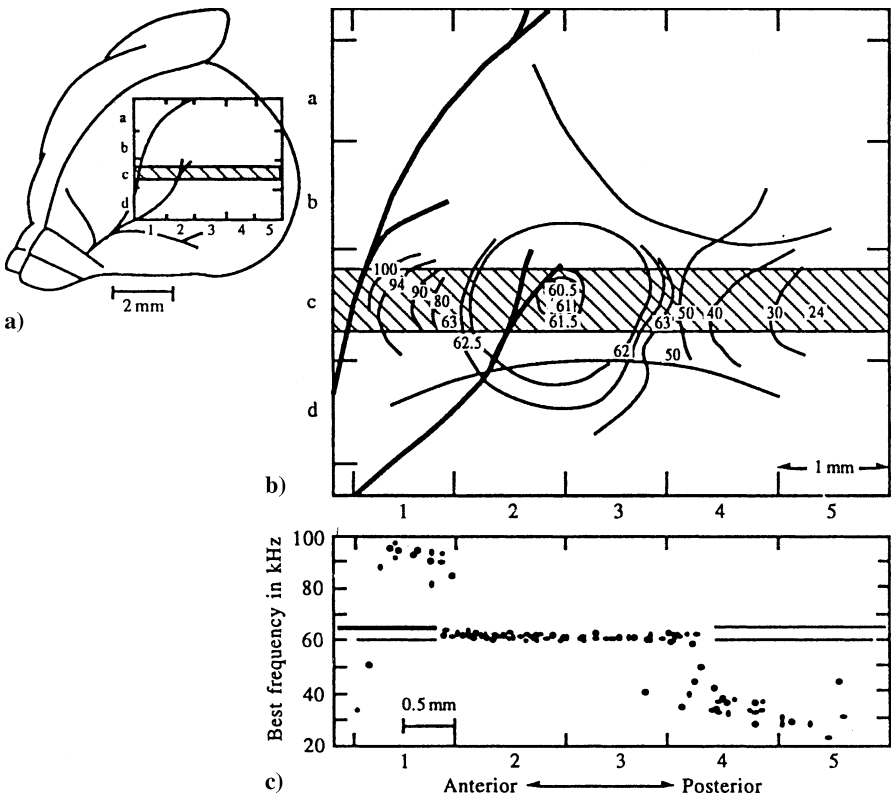 a
b
c
d
1 2 3 4 5
2 mm
a)
a
b
c
d
100
94
90
80
63
62.5
60.5
61
61.5
62
63
50
40
30
24
50
1 mm
b)
1 2 3 4 5
Best frequency in kHz
100
80
60
40
20
0.5 mm
1 2 3 4 5
c)
Anterior Posterior